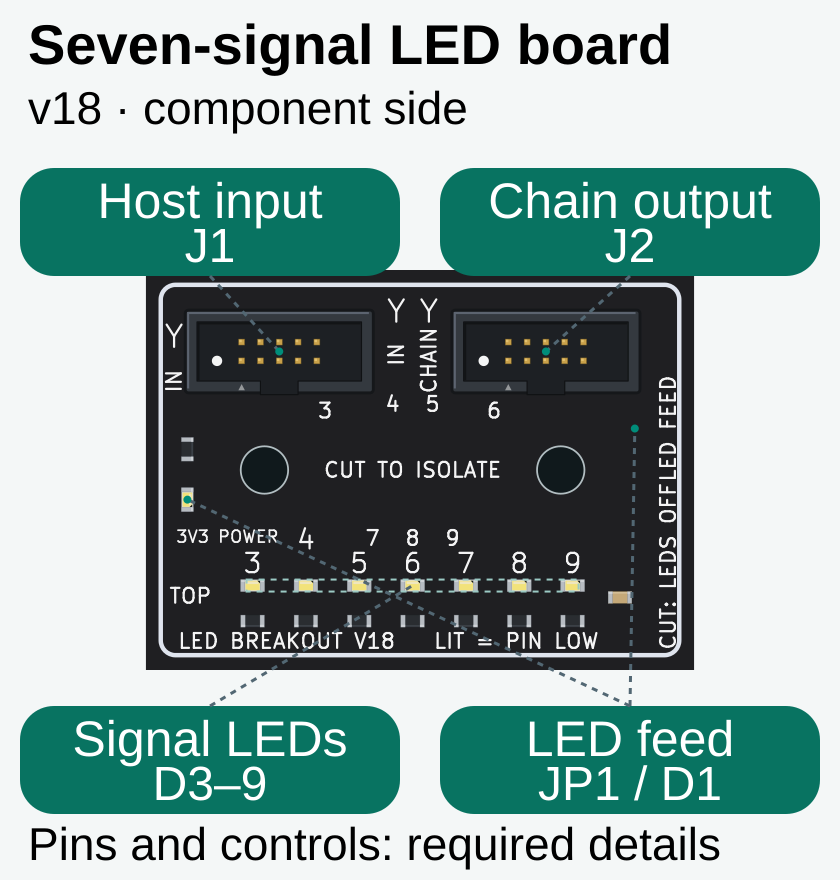 Seven-signal LED board
v18 · component side
Host input
J1
Chain output
J2
Y
IN
Y
IN
Y
CHAIN
3
4
5
6
CUT TO ISOLATE
CUT: LEDS OFF
LED FEED
3V3 POWER
4
7
8
9
3
5
6
7
8
9
TOP
LED BREAKOUT V18
LIT = PIN LOW
Signal LEDs
D3–9
LED feed
JP1 / D1
Pins and controls: required details